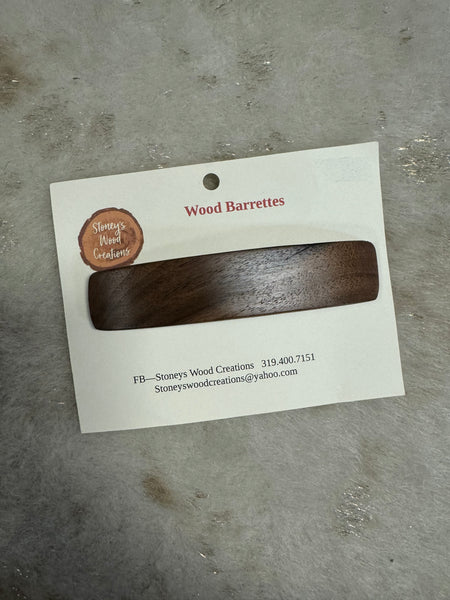 Wood Barrettes
Stoney's
Wood
Creations
FB—Stoneys Wood Creations 319.400.7151
Stoneyswoodcreations@yahoo.com